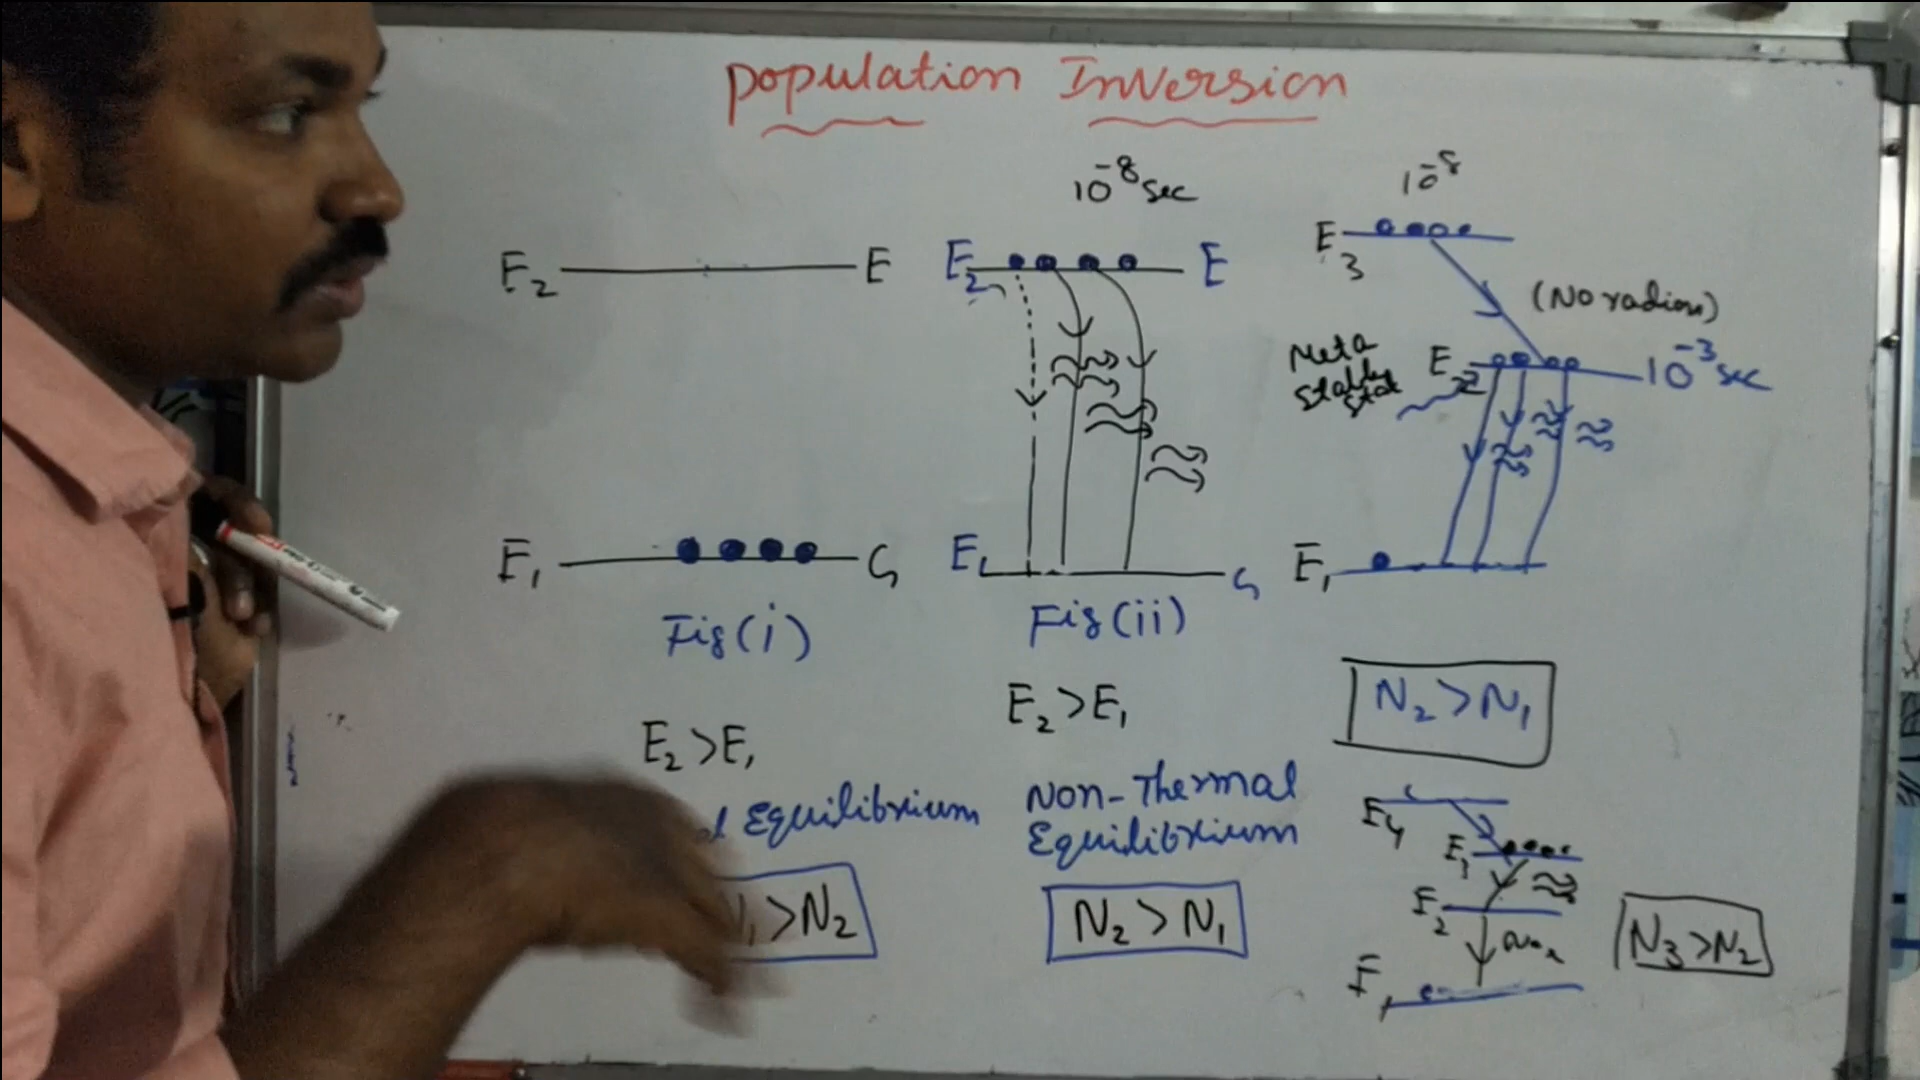 Population Inversion
E2 E
E1 G
Fig(i)
E2 > E1
Equilibrium
> N2
10^-8 sec
E2 E
E1 G
Fig(ii)
E2 > E1
Non-Thermal
Equilibrium
N2 > N1
10^-8
E3
(No radion)
Meta
Stable
State
E2 10^-3 sec
E1
N2 > N1
E4
E3
E2
E1
N3 > N2